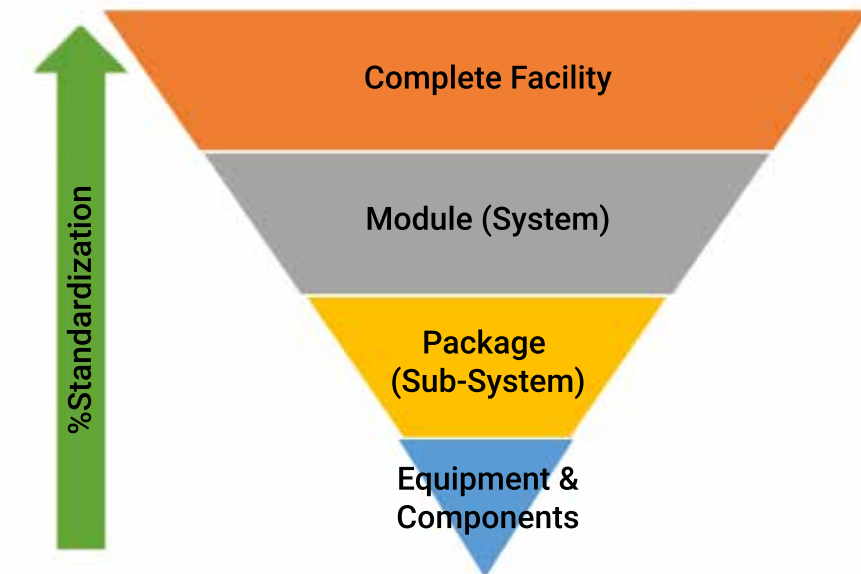 Complete Facility
Module (System)
Package
(Sub-System)
Equipment &
Components
%Standardization